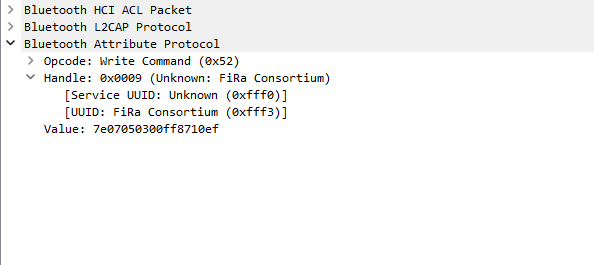 Bluetooth HCI ACL Packet
Bluetooth L2CAP Protocol
Bluetooth Attribute Protocol
Opcode: Write Command (0x52)
Handle: 0x0009 (Unknown: FiRa Consortium)
[Service UUID: Unknown (0xfff0)]
[UUID: FiRa Consortium (0xfff3)]
Value: 7e07050300ff8710ef